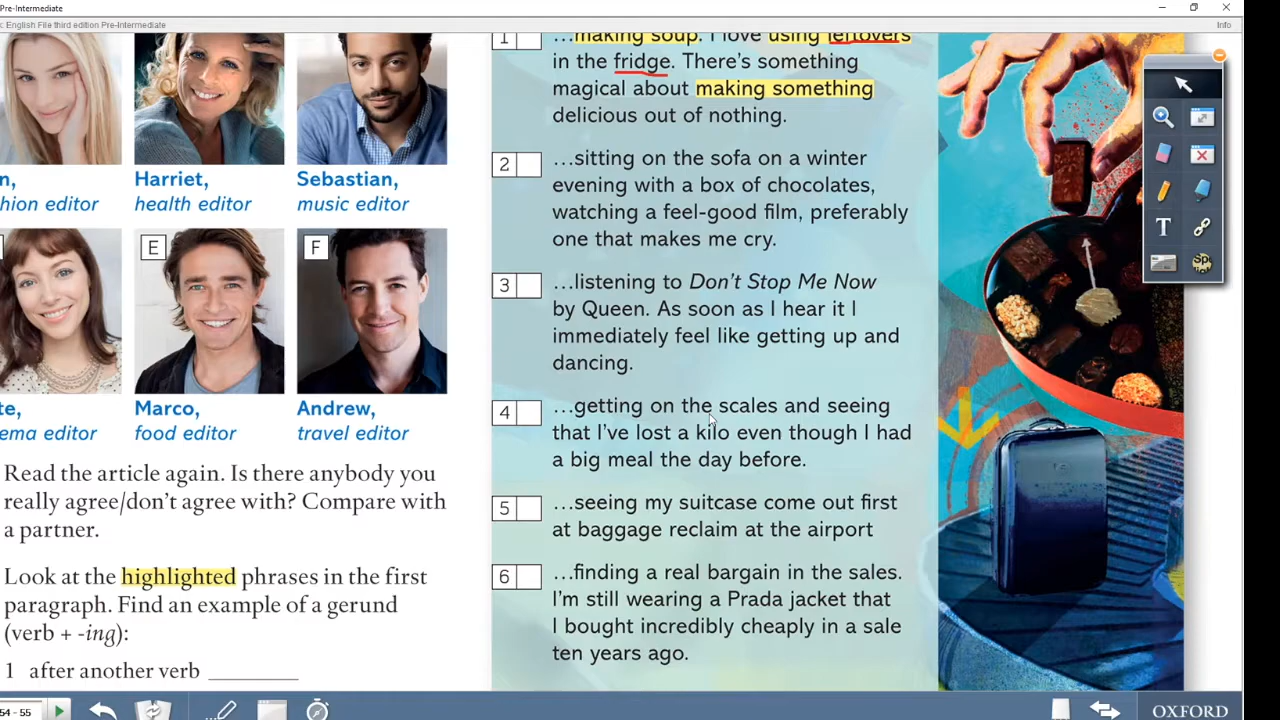 Pre-Intermediate
: English File third edition Pre-Intermediate
Info
Harriet,
health editor
Sebastian,
music editor
E
F
Marco,
food editor
Andrew,
travel editor
Read the article again. Is there anybody you
really agree/don't agree with? Compare with
a partner.
Look at the highlighted phrases in the first
paragraph. Find an example of a gerund
(verb + -ing):
1 after another verb
1
...making soup. I love using leftovers
in the fridge. There's something
magical about making something
delicious out of nothing.
2
...sitting on the sofa on a winter
evening with a box of chocolates,
watching a feel-good film, preferably
one that makes me cry.
3
...listening to Don't Stop Me Now
by Queen. As soon as I hear it I
immediately feel like getting up and
dancing.
4
...getting on the scales and seeing
that I've lost a kilo even though I had
a big meal the day before.
5
...seeing my suitcase come out first
at baggage reclaim at the airport
6
...finding a real bargain in the sales.
I'm still wearing a Prada jacket that
I bought incredibly cheaply in a sale
ten years ago.
T
54 - 55
OXFORD